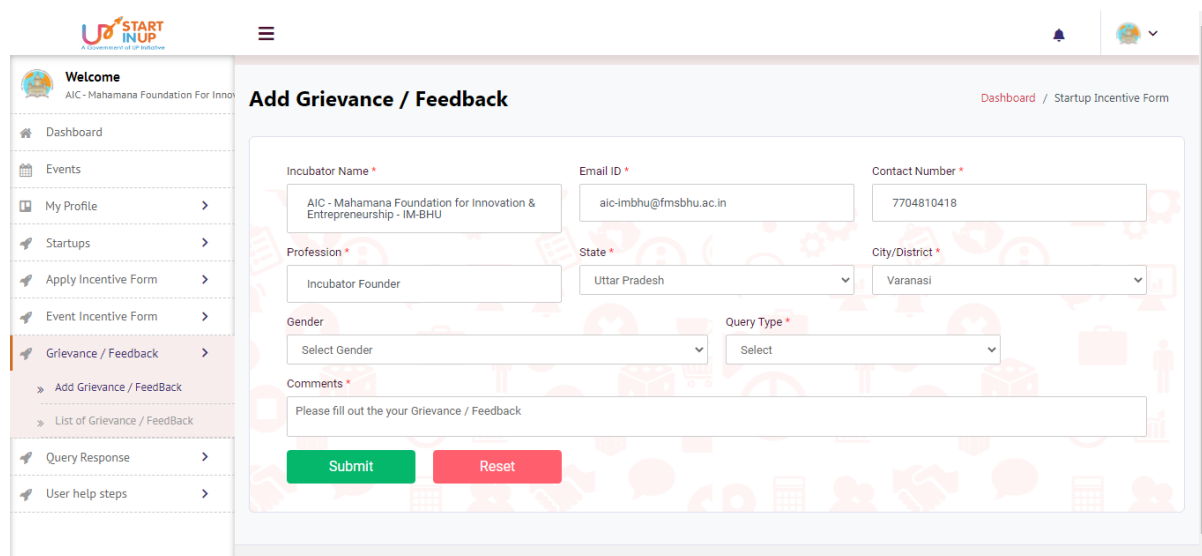 UP START
IN UP
A Government of UP Initiative
Welcome
AIC - Mahamana Foundation For Innov
Dashboard
Events
My Profile
Startups
Apply Incentive Form
Event Incentive Form
Grievance / Feedback
Add Grievance / FeedBack
List of Grievance / FeedBack
Query Response
User help steps
Add Grievance / Feedback
Dashboard / Startup Incentive Form
Incubator Name *
Email ID *
Contact Number *
AIC - Mahamana Foundation for Innovation &
Entrepreneurship - IM-BHU
aic-imbhu@fmsbhu.ac.in
7704810418
Profession *
State *
City/District *
Incubator Founder
Uttar Pradesh
Varanasi
Gender
Query Type *
Select Gender
Select
Comments *
Please fill out the your Grievance / Feedback
Submit
Reset